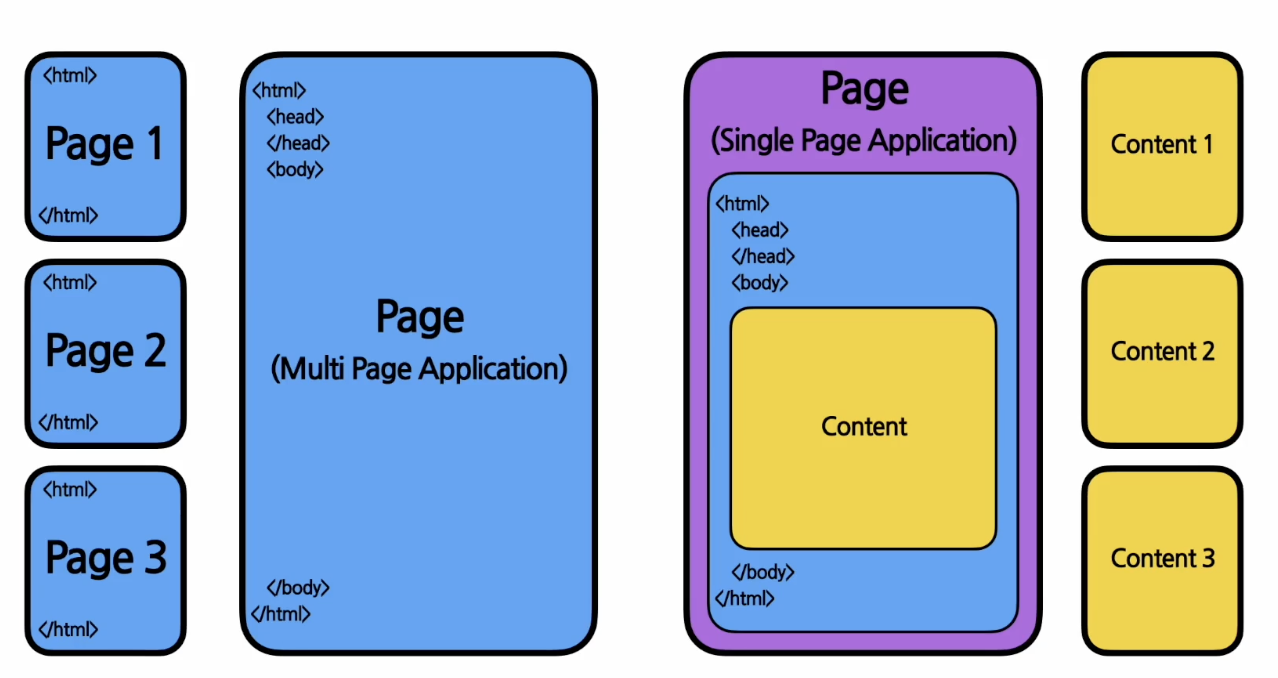 <html>
Page 1
</html>
<html>
Page 2
</html>
<html>
Page 3
</html>
<html>
<head>
</head>
<body>
Page
(Multi Page Application)
</body>
</html>
Page
(Single Page Application)
<html>
<head>
</head>
<body>
Content
</body>
</html>
Content 1
Content 2
Content 3